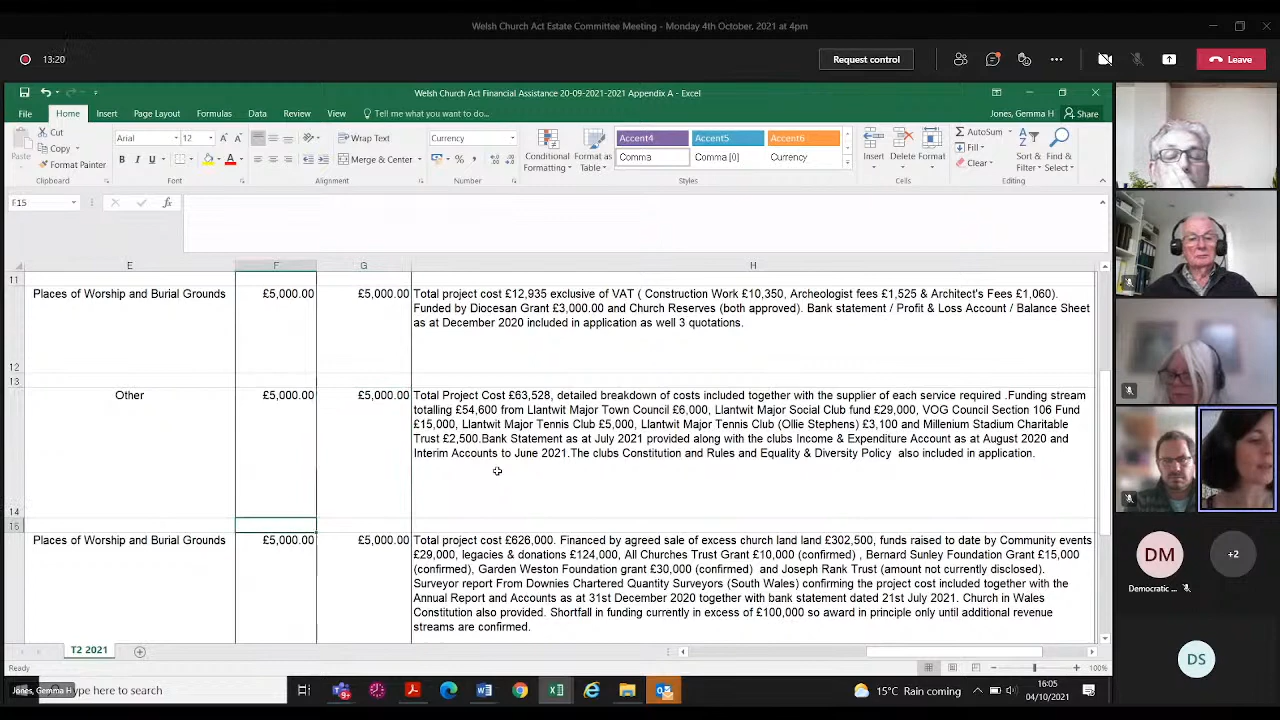 Welsh Church Act Estate Committee Meeting - Monday 4th October, 2021 at 4pm
13:20
Request control
Leave
Welsh Church Act Financial Assistance 20-09-2021-2021 Appendix A - Excel
File
Home
Insert
Page Layout
Formulas
Data
Review
View
Tell me what you want to do...
Jones, Gemma H
Share
Paste
Cut
Copy
Format Painter
Clipboard
Arial
12
B I U
Font
Wrap Text
Merge & Center
Alignment
Currency
Number
Conditional Formatting
Format as Table
Accent4
Accent5
Accent6
Comma
Comma [0]
Currency
Styles
Insert
Delete
Format
Cells
AutoSum
Fill
Clear
Sort & Filter
Find & Select
Editing
F15
fx
E
F
G
H
11
Places of Worship and Burial Grounds
£5,000.00
£5,000.00
Total project cost £12,935 exclusive of VAT ( Construction Work £10,350, Archeologist fees £1,525 & Architect's Fees £1,060).
Funded by Diocesan Grant £3,000.00 and Church Reserves (both approved). Bank statement / Profit & Loss Account / Balance Sheet
as at December 2020 included in application as well 3 quotations.
12
13
Other
£5,000.00
£5,000.00
Total Project Cost £63,528, detailed breakdown of costs included together with the supplier of each service required .Funding stream
totalling £54,600 from Llantwit Major Town Council £6,000, Llantwit Major Social Club fund £29,000, VOG Council Section 106 Fund
£15,000, Llantwit Major Tennis Club £5,000, Llantwit Major Tennis Club (Ollie Stephens) £3,100 and Millenium Stadium Charitable
Trust £2,500.Bank Statement as at July 2021 provided along with the clubs Income & Expenditure Account as at August 2020 and
Interim Accounts to June 2021.The clubs Constitution and Rules and Equality & Diversity Policy also included in application.
14
Places of Worship and Burial Grounds
£5,000.00
£5,000.00
Total project cost £626,000. Financed by agreed sale of excess church land land £302,500, funds raised to date by Community events
£29,000, legacies & donations £124,000, All Churches Trust Grant £10,000 (confirmed) , Bernard Sunley Foundation Grant £15,000
(confirmed), Garden Weston Foundation grant £30,000 (confirmed) and Joseph Rank Trust (amount not currently disclosed).
Surveyor report From Downies Chartered Quantity Surveyors (South Wales) confirming the project cost included together with the
Annual Report and Accounts as at 31st December 2020 together with bank statement dated 21st July 2021. Church in Wales
Constitution also provided. Shortfall in funding currently in excess of £100,000 so award in principle only until additional revenue
streams are confirmed.
T2 2021
Ready
100%
Jones, Gemma H
Type here to search
15°C Rain coming
16:05
04/10/2021
DM
Democratic ...
+2
DS